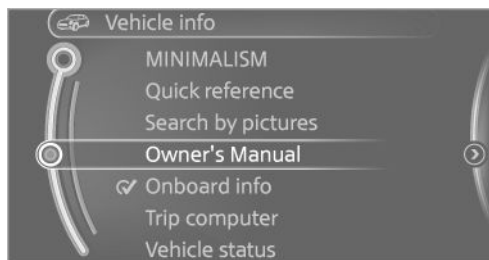 Vehicle info
MINIMALISM
Quick reference
Search by pictures
Owner's Manual
Onboard info
Trip computer
Vehicle status